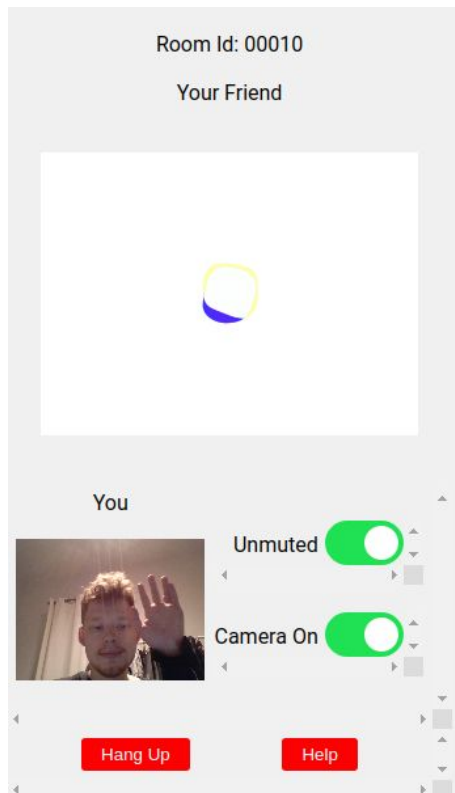 Room Id: 00010
Your Friend
You
Unmuted
Camera On
Hang Up
Help